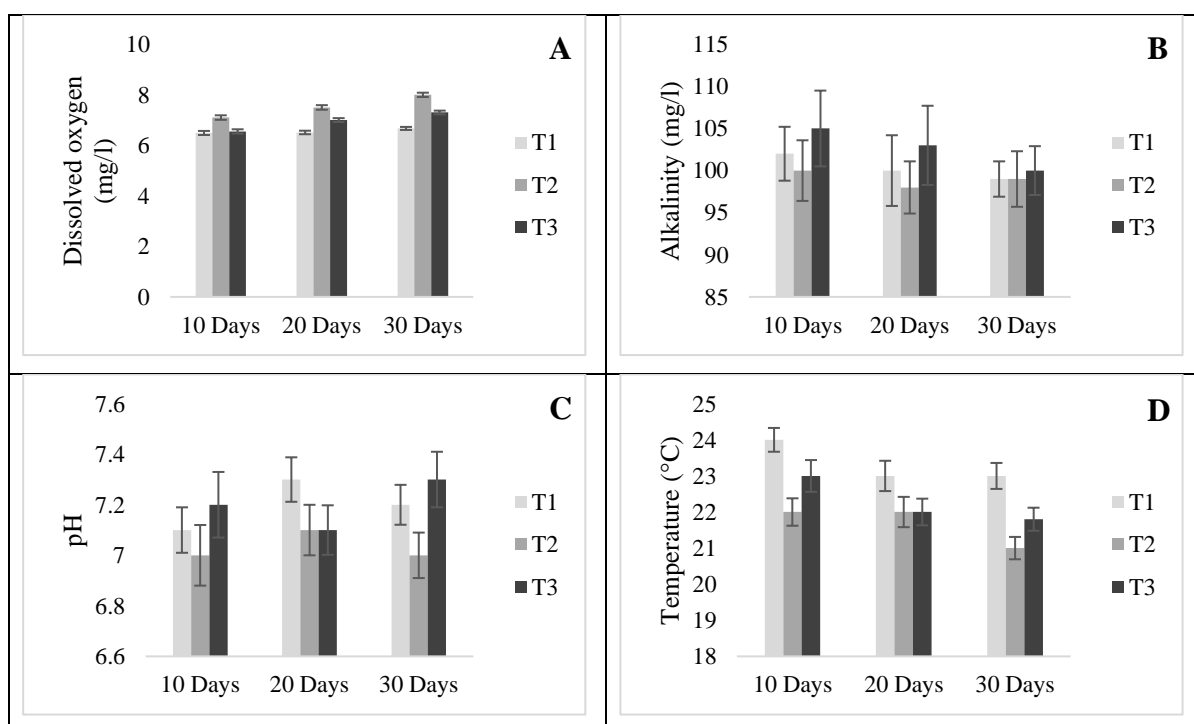 A
Dissolved oxygen
(mg/l)
10
8
6
4
2
0
10 Days 20 Days 30 Days
T1
T2
T3
B
Alkalinity (mg/l)
115
110
105
100
95
90
85
10 Days 20 Days 30 Days
T1
T2
T3
C
pH
7.6
7.4
7.2
7
6.8
6.6
10 Days 20 Days 30 Days
T1
T2
T3
D
Temperature (°C)
25
24
23
22
21
20
19
18
10 Days 20 Days 30 Days
T1
T2
T3